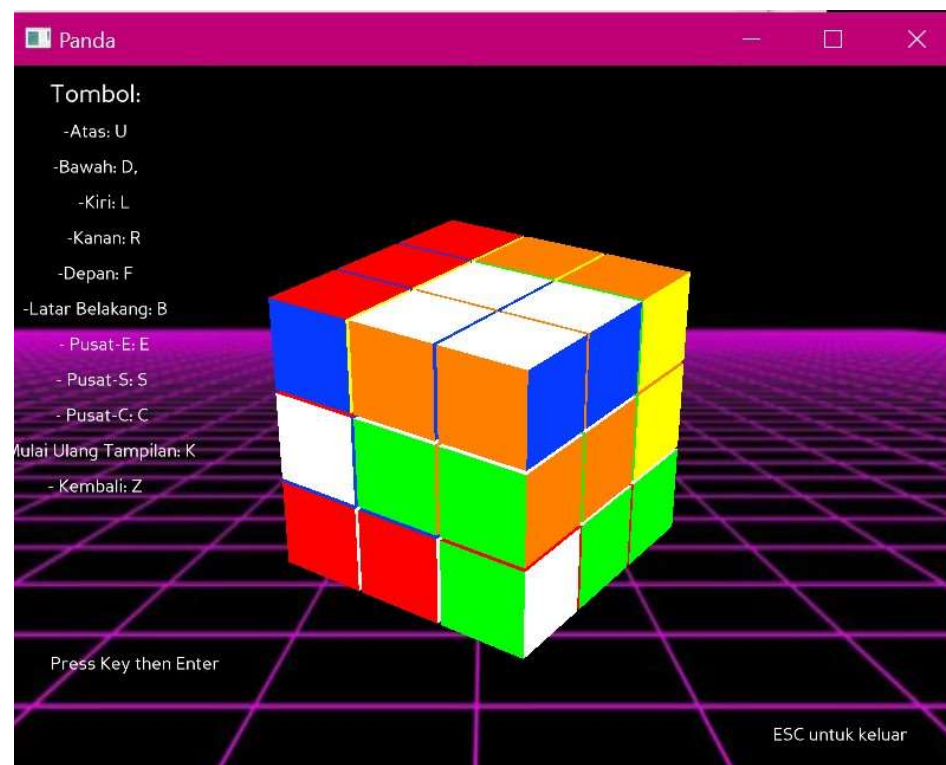 Panda
Tombol:
-Atas: U
-Bawah: D,
-Kiri: L
-Kanan: R
-Depan: F
-Latar Belakang: B
- Pusat-E: E
- Pusat-S: S
- Pusat-C: C
Mulai Ulang Tampilan: K
- Kembali: Z
Press Key then Enter
ESC untuk keluar